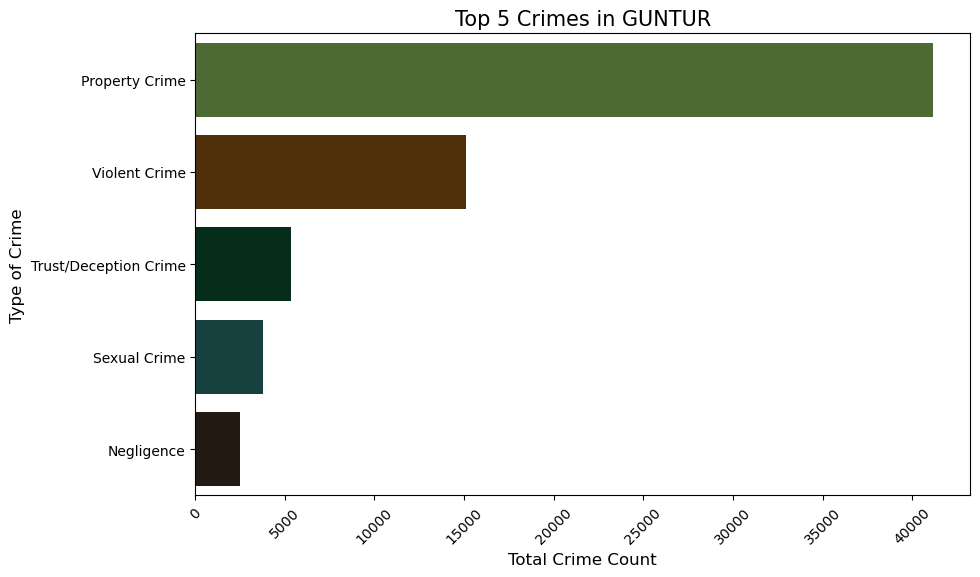 Top 5 Crimes in GUNTUR
Type of Crime
Property Crime
Violent Crime
Trust/Deception Crime
Sexual Crime
Negligence
0
5000
10000
15000
20000
25000
30000
35000
40000
Total Crime Count